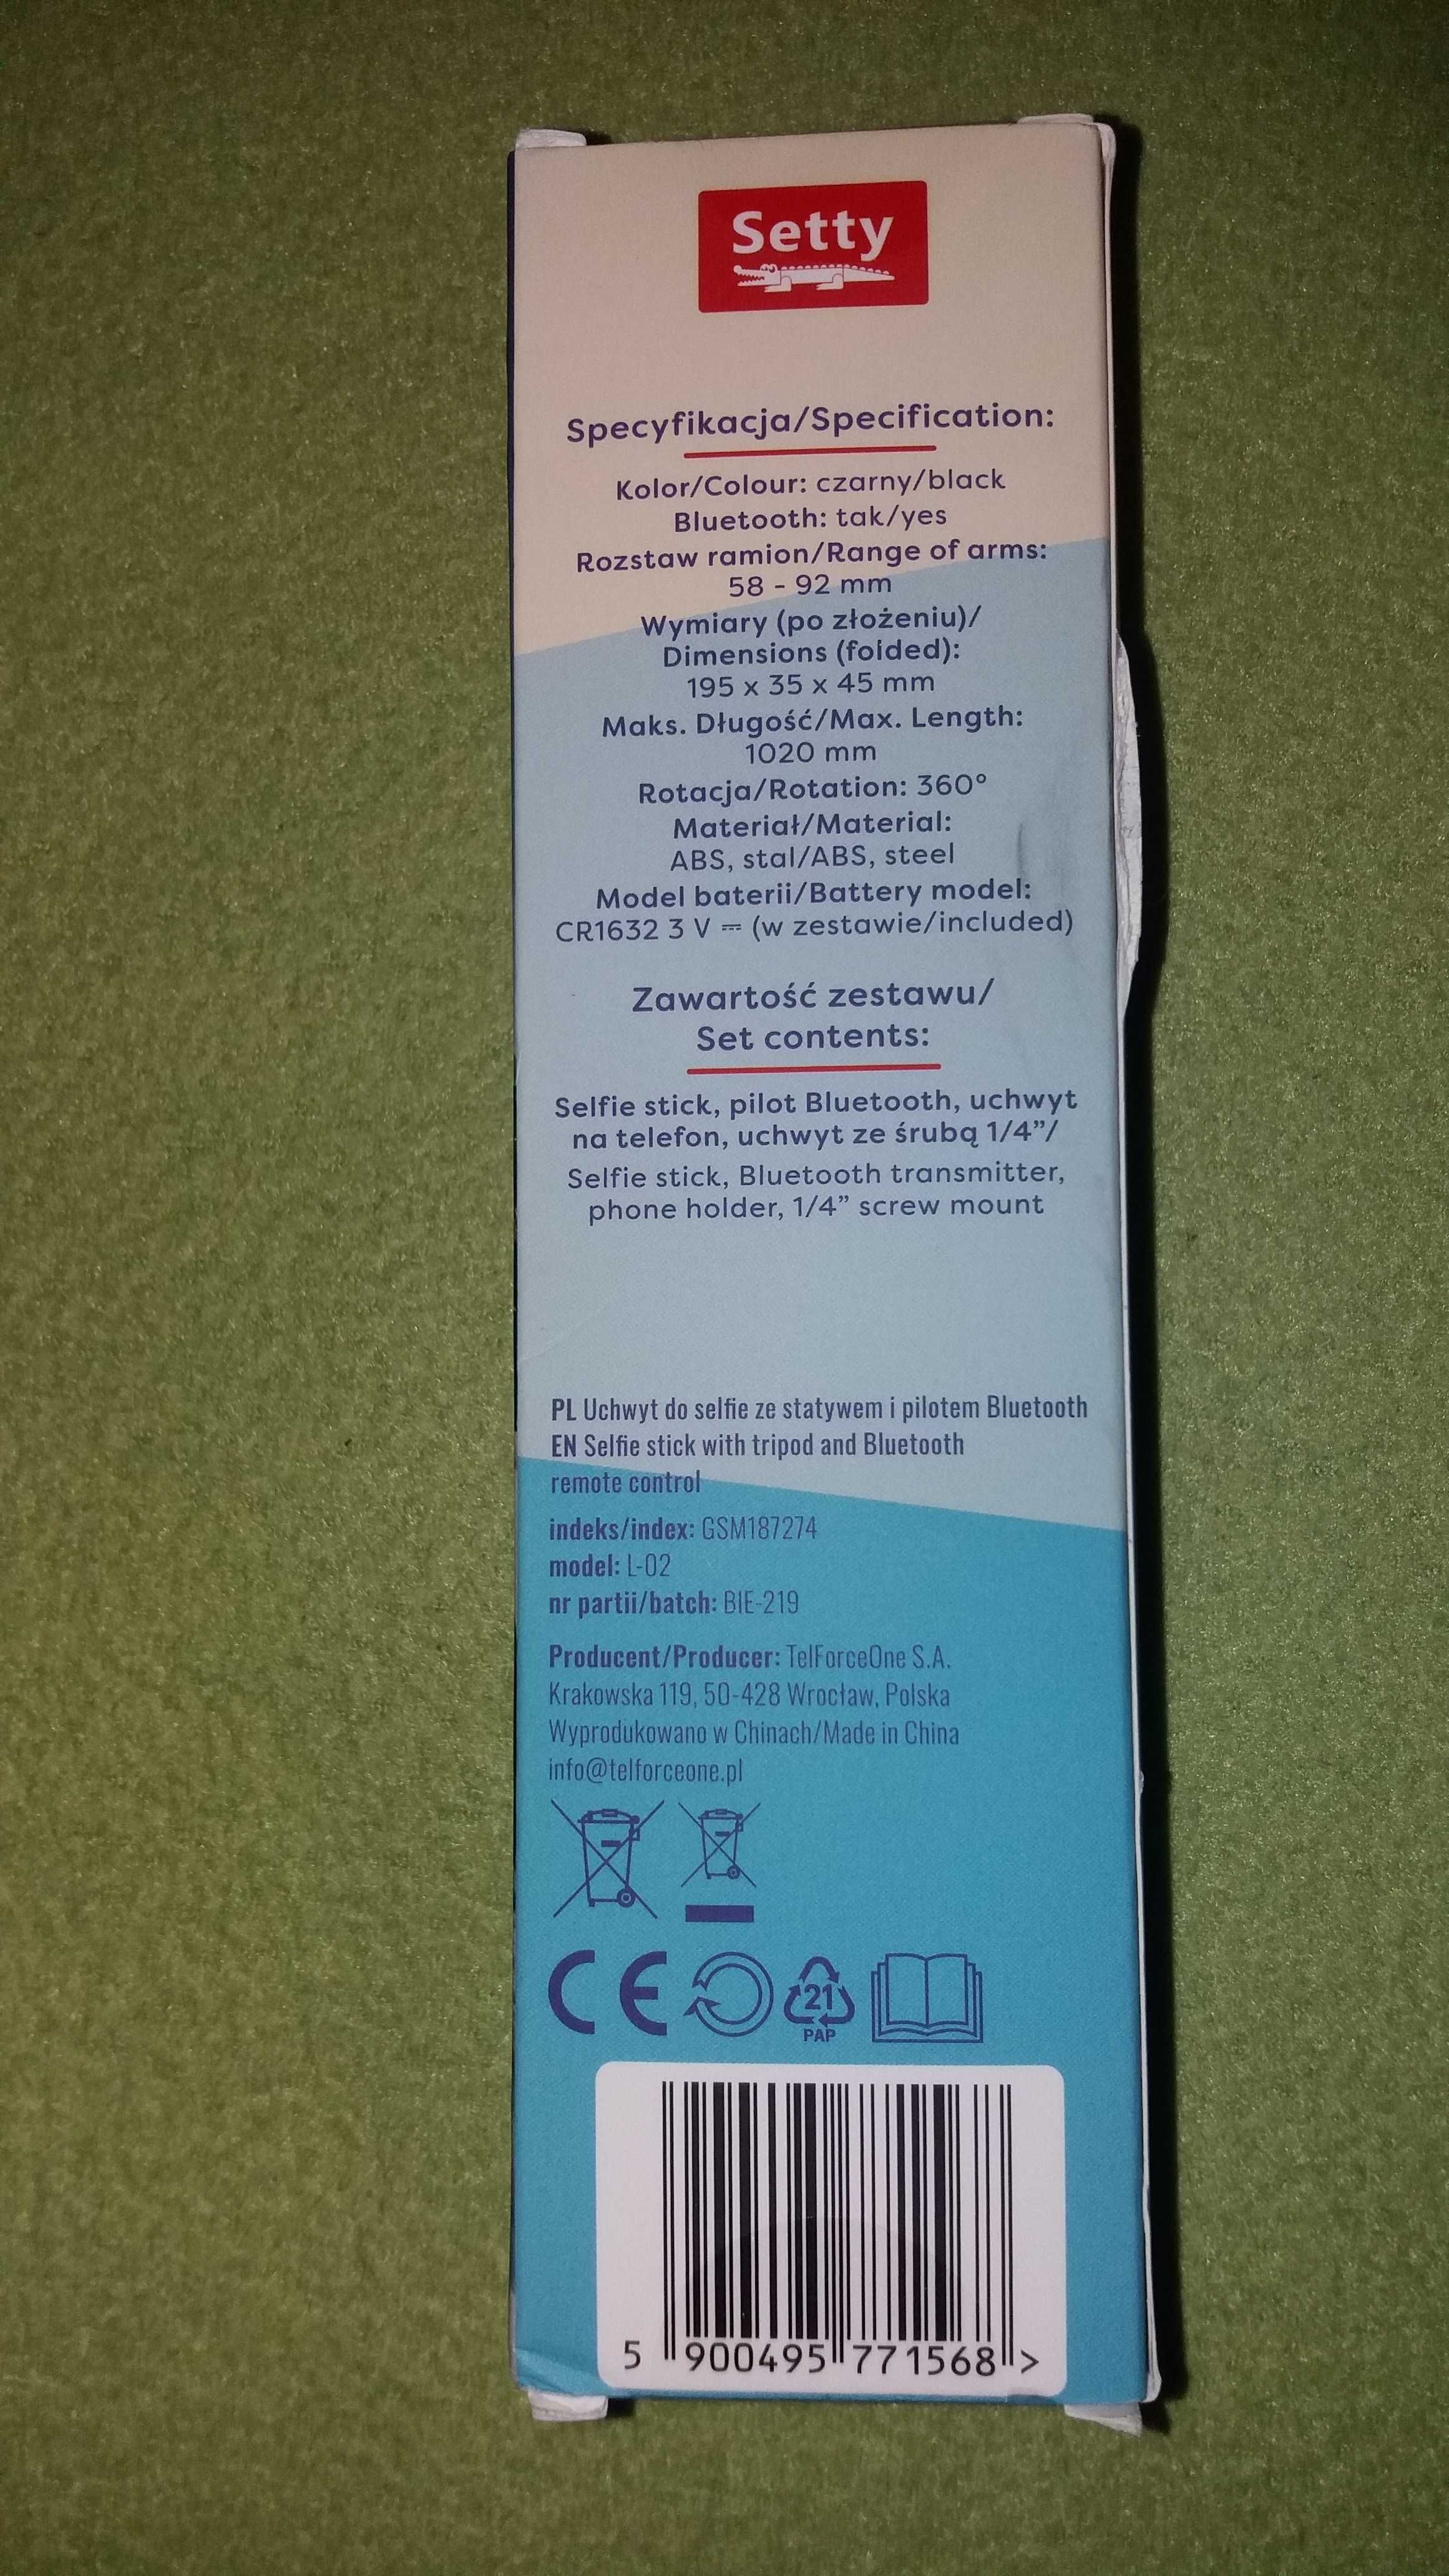 Setty
Specyfikacja/Specification:
Kolor/Colour: czarny/black
Bluetooth: tak/yes
Rozstaw ramion/Range of arms:
58 - 92 mm
Wymiary (po złożeniu)/
Dimensions (folded):
195 x 35 x 45 mm
Maks. Długość/Max. Length:
1020 mm
Rotacja/Rotation: 360°
Materiał/Material:
ABS, stal/ABS, steel
Model baterii/Battery model:
CR1632 3 V ⎓ (w zestawie/included)
Zawartość zestawu/
Set contents:
Selfie stick, pilot Bluetooth, uchwyt
na telefon, uchwyt ze śrubą 1/4”/
Selfie stick, Bluetooth transmitter,
phone holder, 1/4” screw mount
PL Uchwyt do selfie ze statywem i pilotem Bluetooth
EN Selfie stick with tripod and Bluetooth
remote control
indeks/index: GSM187274
model: L-02
nr partii/batch: BIE-219
Producent/Producer: TelForceOne S.A.
Krakowska 119, 50-428 Wrocław, Polska
Wyprodukowano w Chinach/Made in China
info@telforceone.pl
CE
21
PAP
5 900495 771568 >